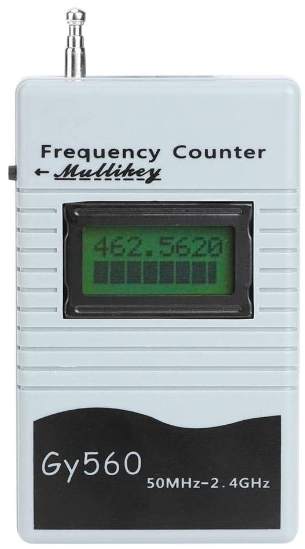 Frequency Counter
←Mullikey
462.5620
Gy560
50MHz-2.4GHz